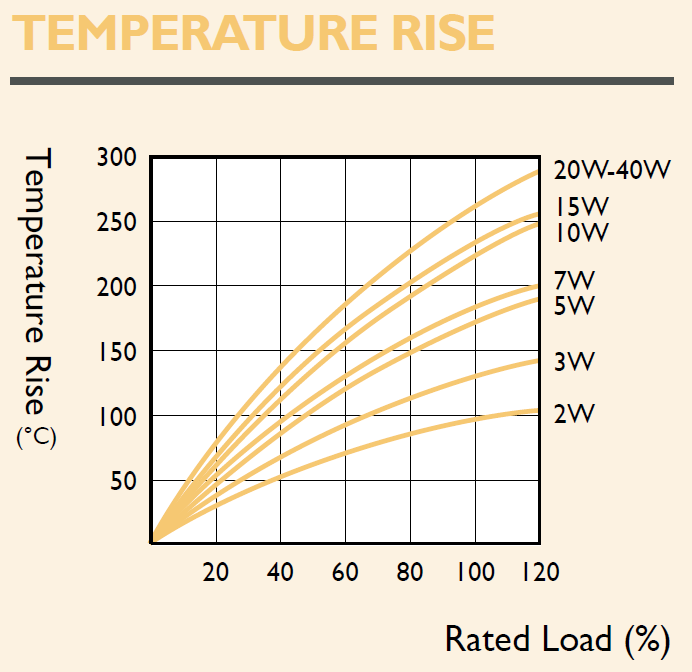 TEMPERATURE RISE
Temperature Rise
(°C)
300
250
200
150
100
50
20 40 60 80 100 120
20W-40W
15W
10W
7W
5W
3W
2W
Rated Load (%)